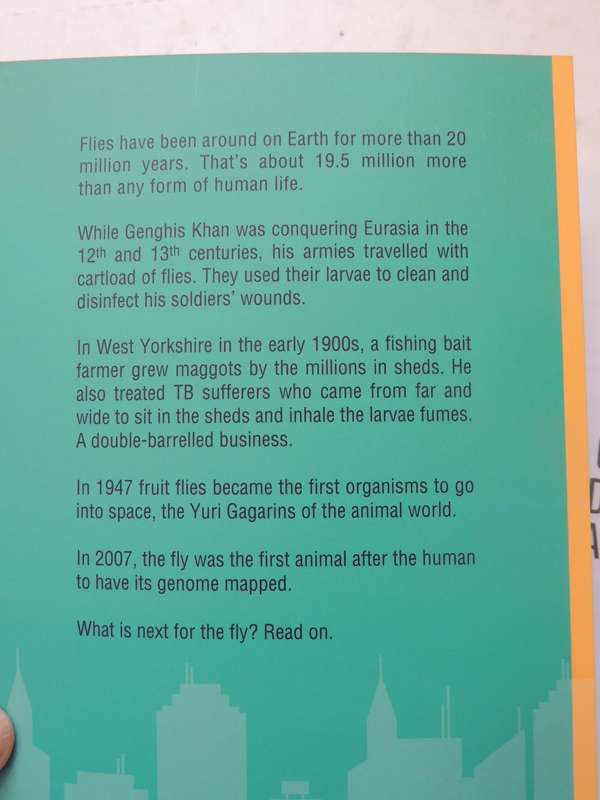 Flies have been around on Earth for more than 20
million years. That's about 19.5 million more
than any form of human life.
While Genghis Khan was conquering Eurasia in the
12th and 13th centuries, his armies travelled with
cartload of flies. They used their larvae to clean and
disinfect his soldiers' wounds.
In West Yorkshire in the early 1900s, a fishing bait
farmer grew maggots by the millions in sheds. He
also treated TB sufferers who came from far and
wide to sit in the sheds and inhale the larvae fumes.
A double-barrelled business.
In 1947 fruit flies became the first organisms to go
into space, the Yuri Gagarins of the animal world.
In 2007, the fly was the first animal after the human
to have its genome mapped.
What is next for the fly? Read on.